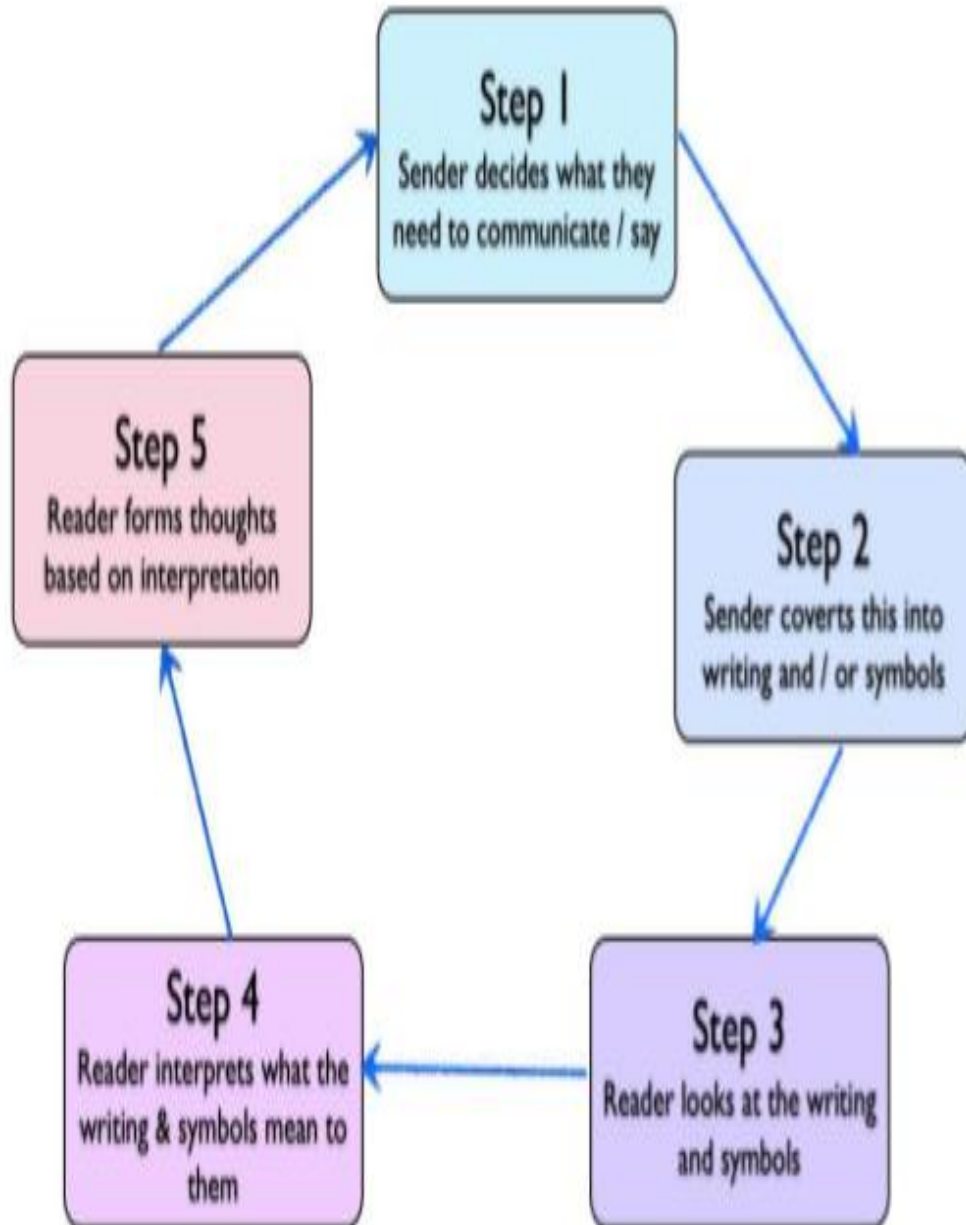 Step 1
Sender decides what they
need to communicate / say
Step 2
Sender coverts this into
writing and / or symbols
Step 3
Reader looks at the writing
and symbols
Step 4
Reader interprets what the
writing & symbols mean to
them
Step 5
Reader forms thoughts
based on interpretation